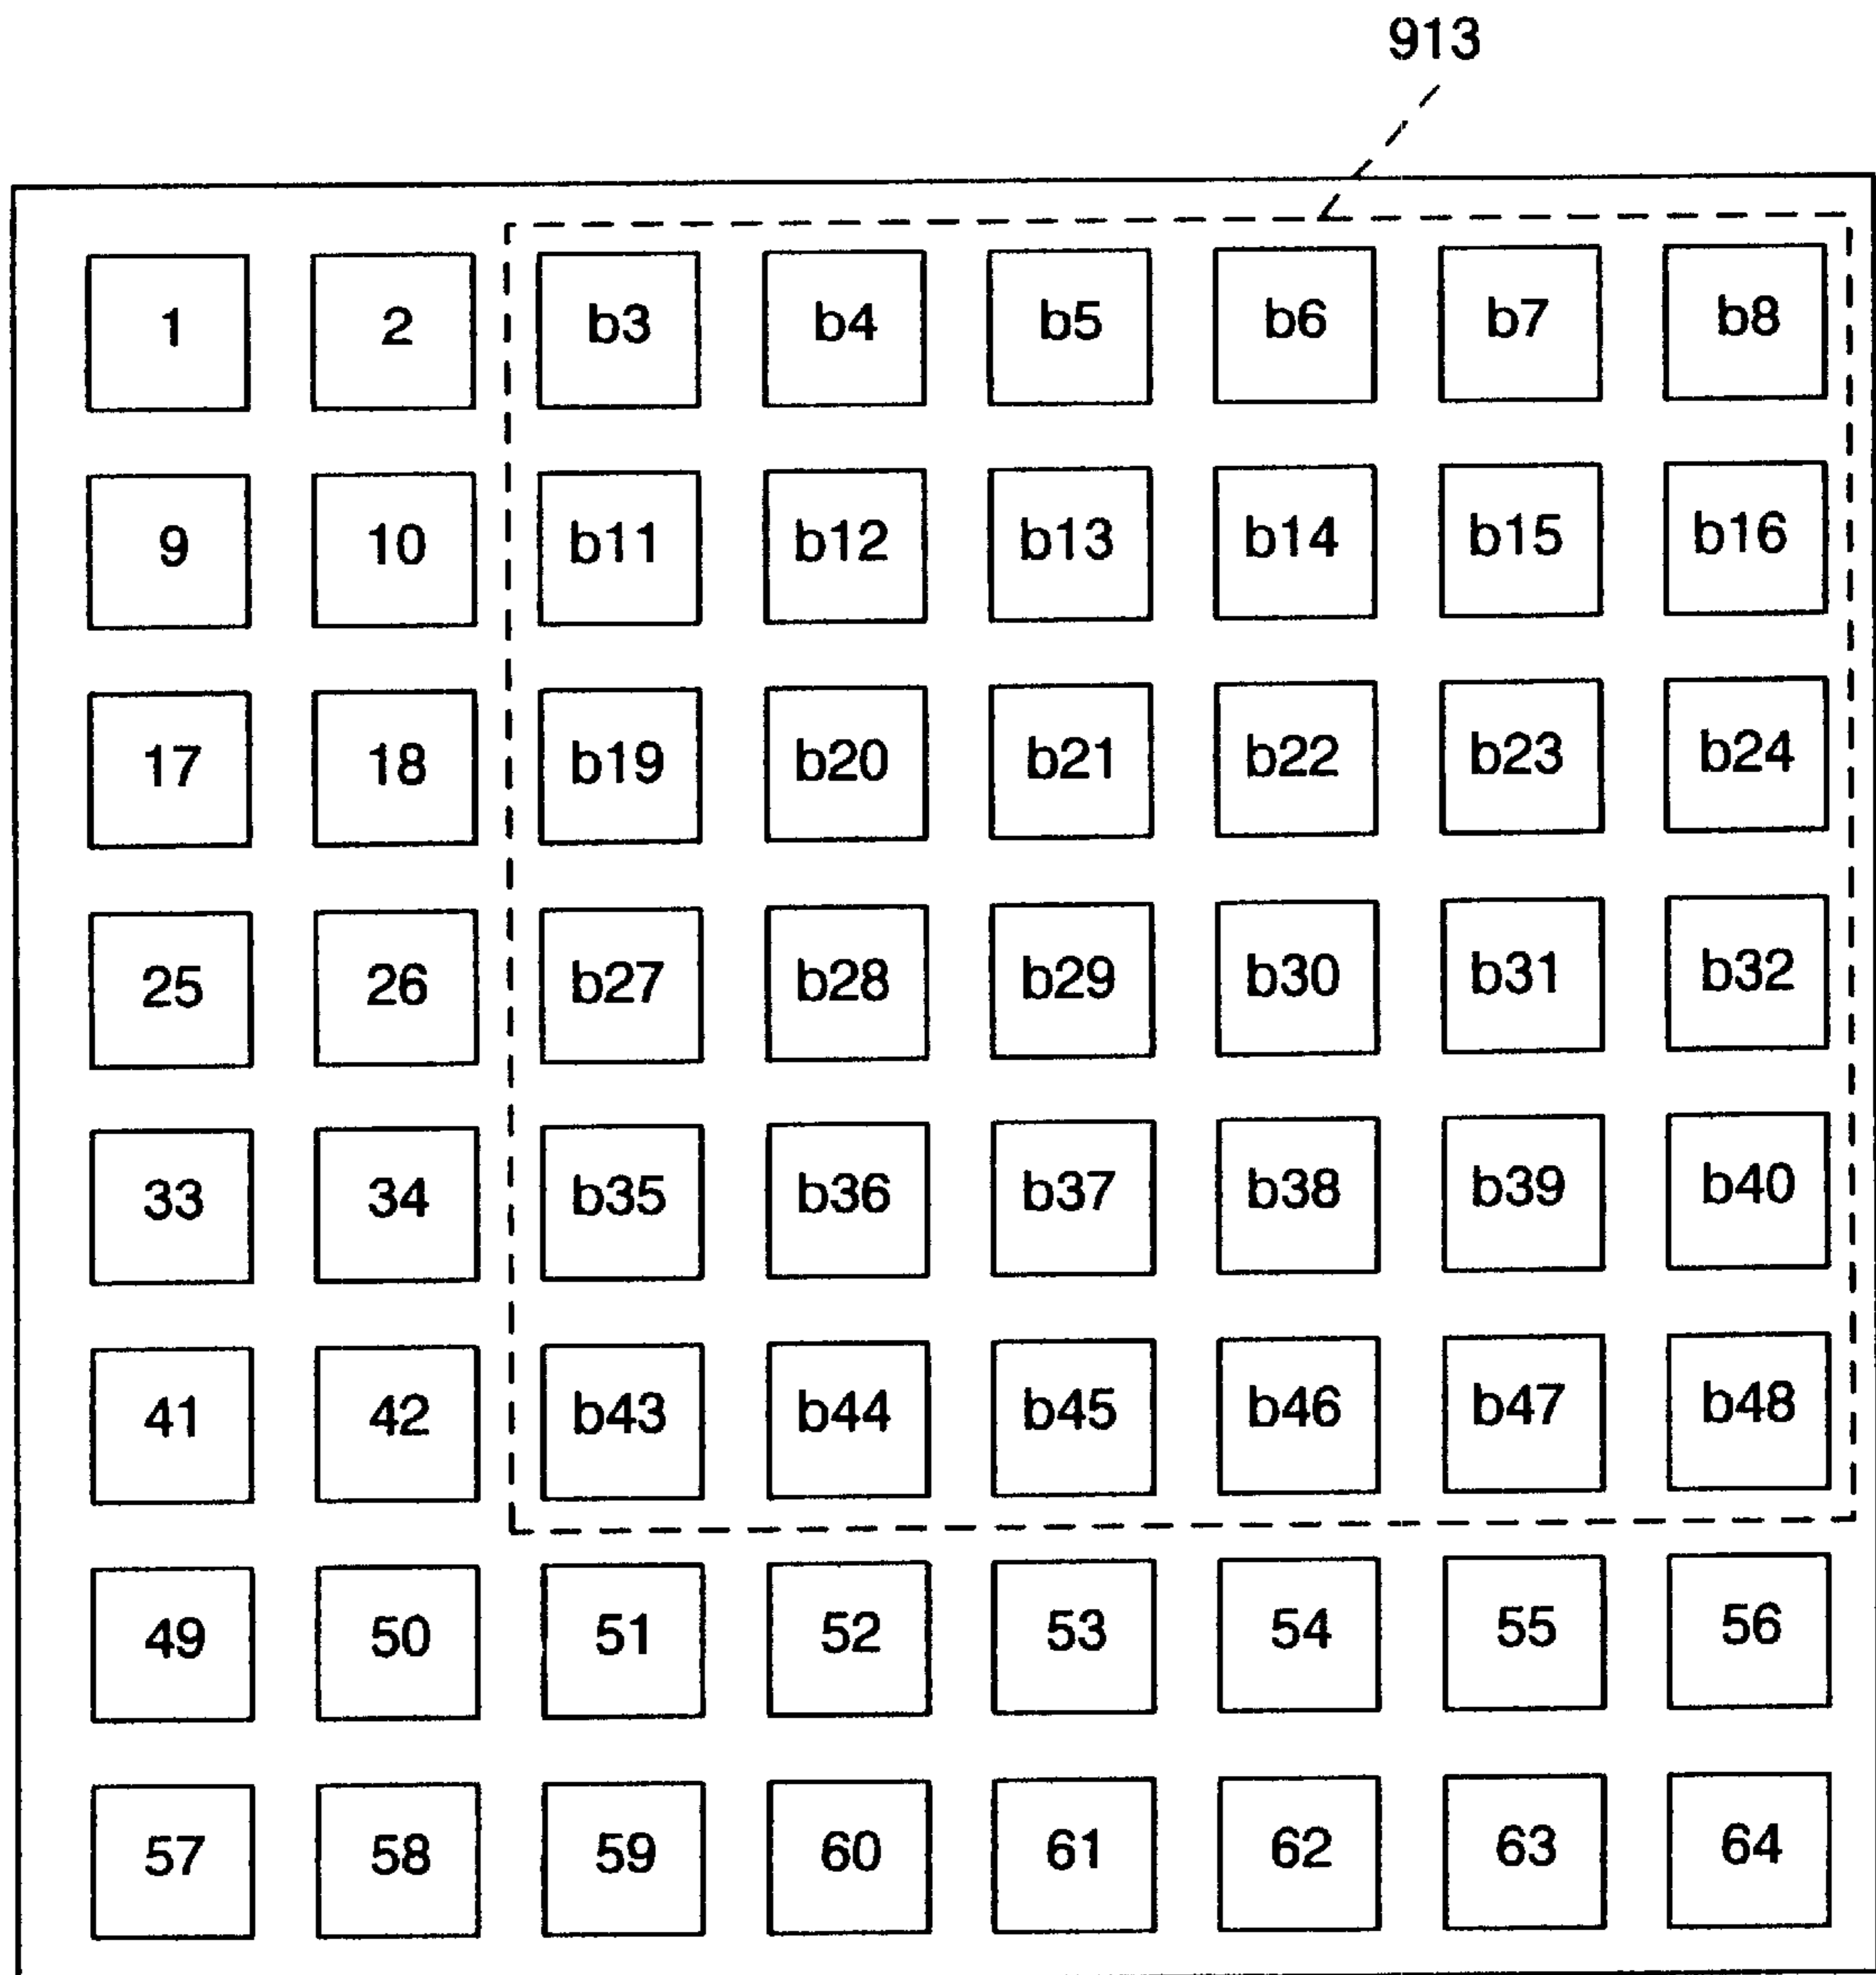 913
1 2 b3 b4 b5 b6 b7 b8
9 10 b11 b12 b13 b14 b15 b16
17 18 b19 b20 b21 b22 b23 b24
25 26 b27 b28 b29 b30 b31 b32
33 34 b35 b36 b37 b38 b39 b40
41 42 b43 b44 b45 b46 b47 b48
49 50 51 52 53 54 55 56
57 58 59 60 61 62 63 64